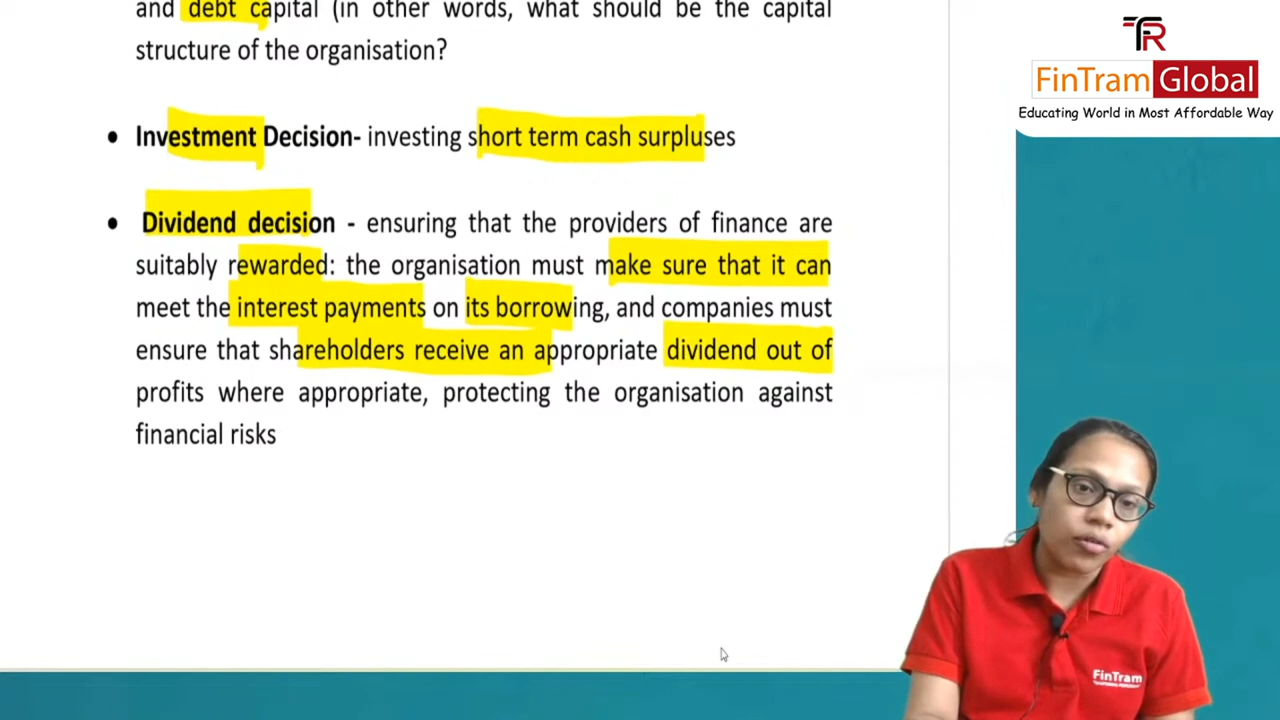 and debt capital (in other words, what should be the capital
structure of the organisation?
• Investment Decision- investing short term cash surpluses
• Dividend decision - ensuring that the providers of finance are
suitably rewarded: the organisation must make sure that it can
meet the interest payments on its borrowing, and companies must
ensure that shareholders receive an appropriate dividend out of
profits where appropriate, protecting the organisation against
financial risks
FR
FinTram Global
Educating World in Most Affordable Way
FinTram